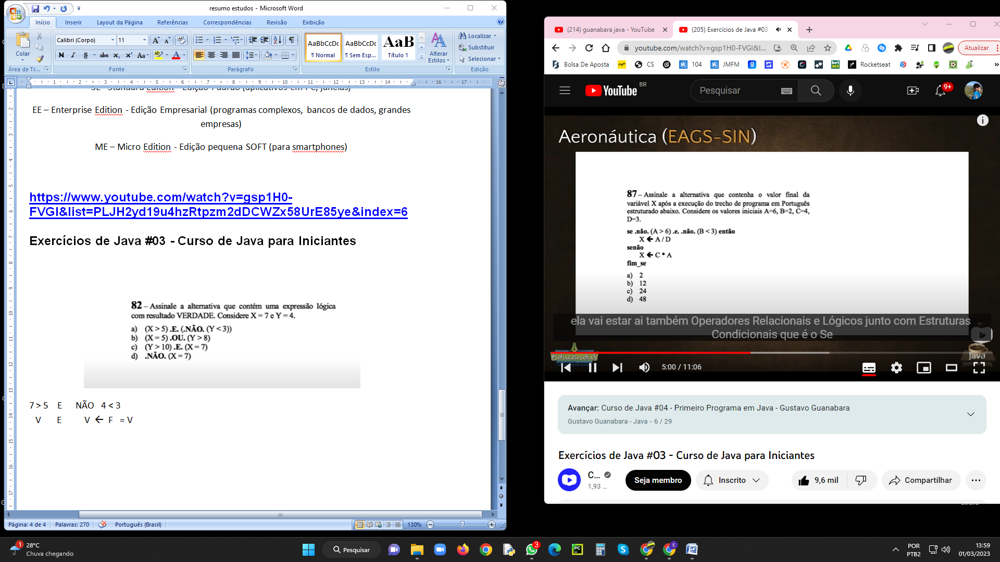 resumo estudos - Microsoft Word
Início
Inserir
Layout da Página
Referências
Correspondências
Revisão
Exibição
Colar
Área de Tr...
Calibri (Corpo)
11
Fonte
Parágrafo
AaBbCcDc
¶ Normal
AaBbCcDc
¶ Sem Esp...
AaB
Título 1
Alterar
Estilos
Estilo
Localizar
Substituir
Selecionar
Edição
SE - Standard Edition - Edição Padrão (aplicativos em PC, janelas)
EE – Enterprise Edition - Edição Empresarial (programas complexos, bancos de dados, grandes
empresas)
ME – Micro Edition - Edição pequena SOFT (para smartphones)
https://www.youtube.com/watch?v=gsp1H0-
FVGI&list=PLJH2yd19u4hzRtpzm2dDCWZx58UrE85ye&index=6
Exercícios de Java #03 - Curso de Java para Iniciantes
82 – Assinale a alternativa que contém uma expressão lógica
com resultado VERDADE. Considere X = 7 e Y = 4.
a) (X > 5) .E. (.NÃO. (Y < 3))
b) (X = 5) .OU. (Y > 8)
c) (Y > 10) .E. (X = 7)
d) .NÃO. (X = 7)
7 > 5 E NÃO 4 < 3
V E V ← F = V
Página: 4 de 4
Palavras: 270
Português (Brasil)
130%
(214) guanabara java - YouTube
(205) Exercícios de Java #03
youtube.com/watch?v=gsp1H0-FVGI&l...
Atualizar
Bolsa De Aposta
CS
104
JMFM
bet365
Rocketseat
YouTube BR
Pesquisar
9+
Aeronáutica (EAGS-SIN)
87 – Assinale a alternativa que contenha o valor final da
variável X após a execução do trecho de programa em Português
estruturado abaixo. Considere os valores iniciais A=6, B=2, C=4,
D=3.
se .não. (A > 6) .e. .não. (B < 3) então
X ← A / D
senão
X ← C * A
fim_se
a) 2
b) 12
c) 24
d) 48
ela vai estar ai também Operadores Relacionais e Lógicos junto com Estruturas
Condicionais que é o Se
Educandus
Java
5:00 / 11:06
Avançar: Curso de Java #04 - Primeiro Programa em Java - Gustavo Guanabara
Gustavo Guanabara - Java - 6 / 29
Exercícios de Java #03 - Curso de Java para Iniciantes
C...
1,93 ...
Seja membro
Inscrito
9,6 mil
Compartilhar
1
28°C
Chuva chegando
Pesquisar
3
POR
PTB2
13:59
01/03/2023